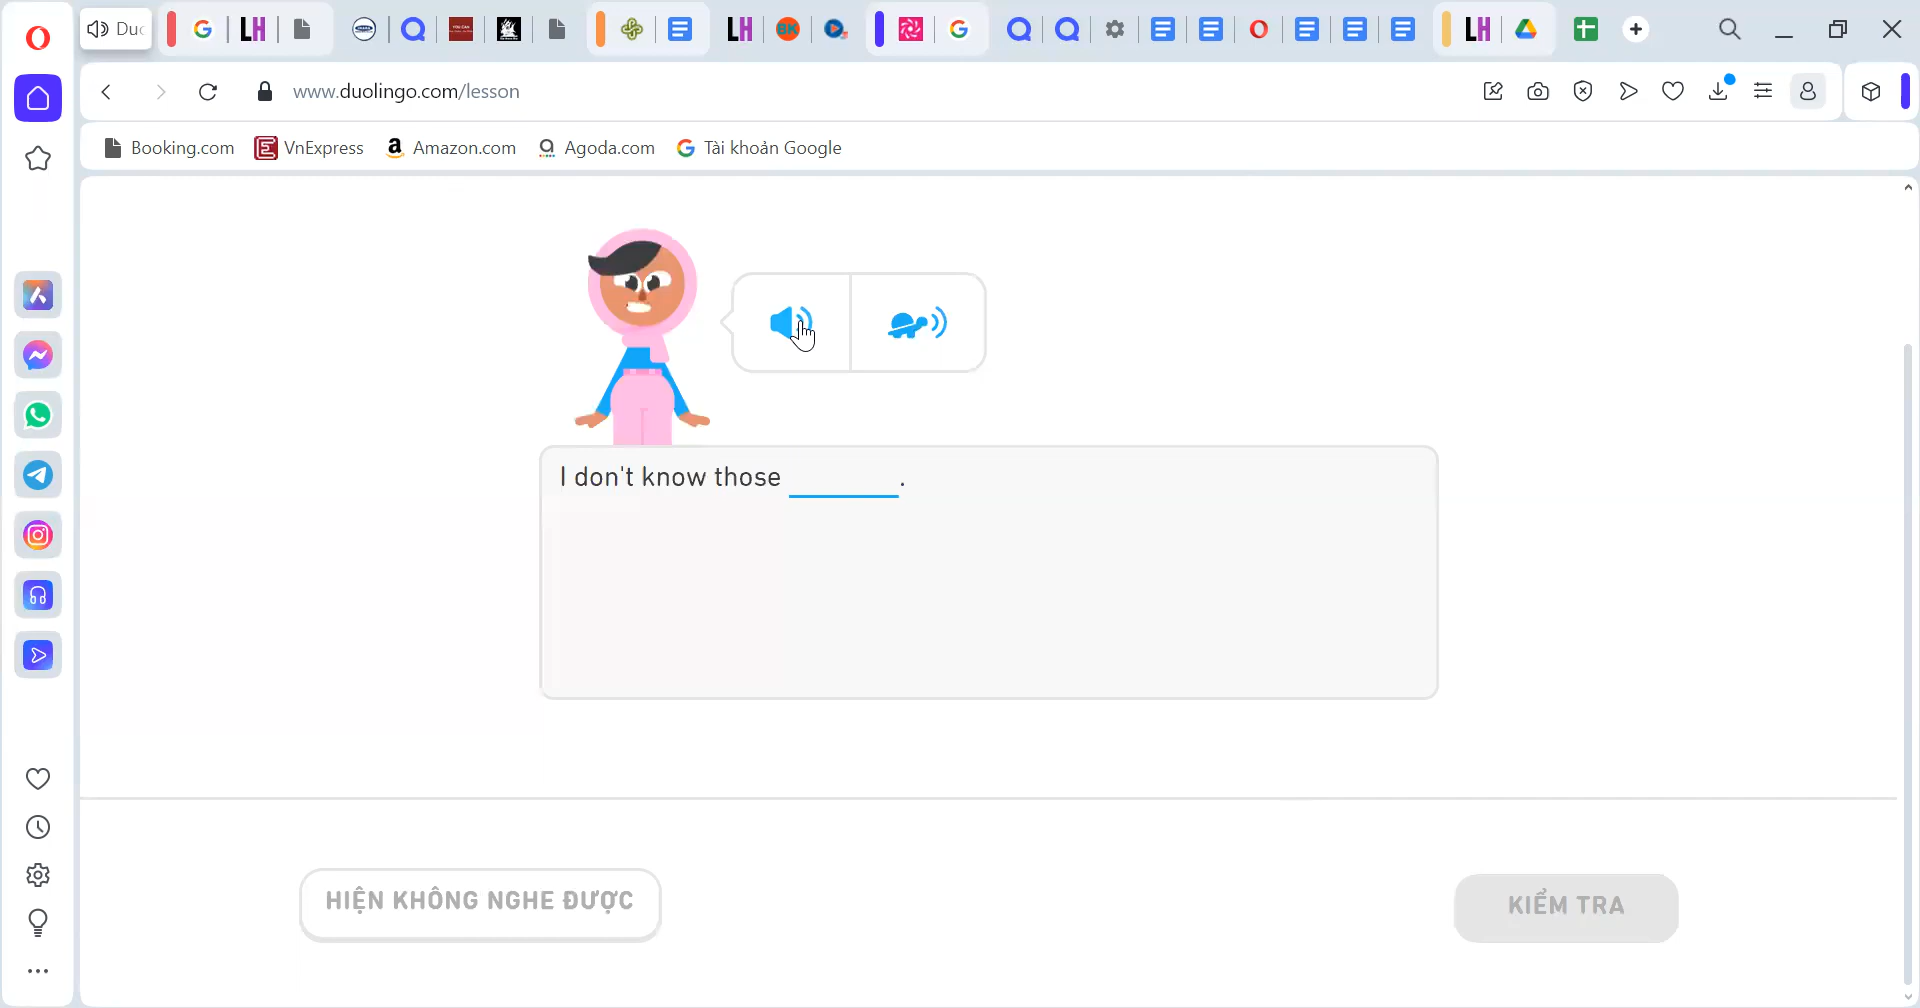 Duc
www.duolingo.com/lesson
Booking.com
VnExpress
Amazon.com
Agoda.com
Tài khoản Google
I don't know those ______.
HIỆN KHÔNG NGHE ĐƯỢC
KIỂM TRA